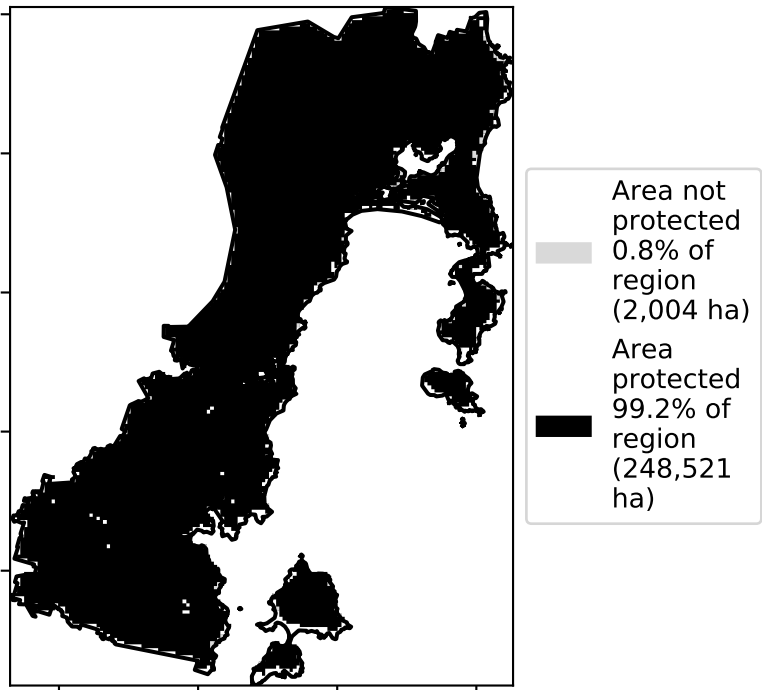 Area not
protected
0.8% of
region
(2,004 ha)
Area
protected
99.2% of
region
(248,521
ha)